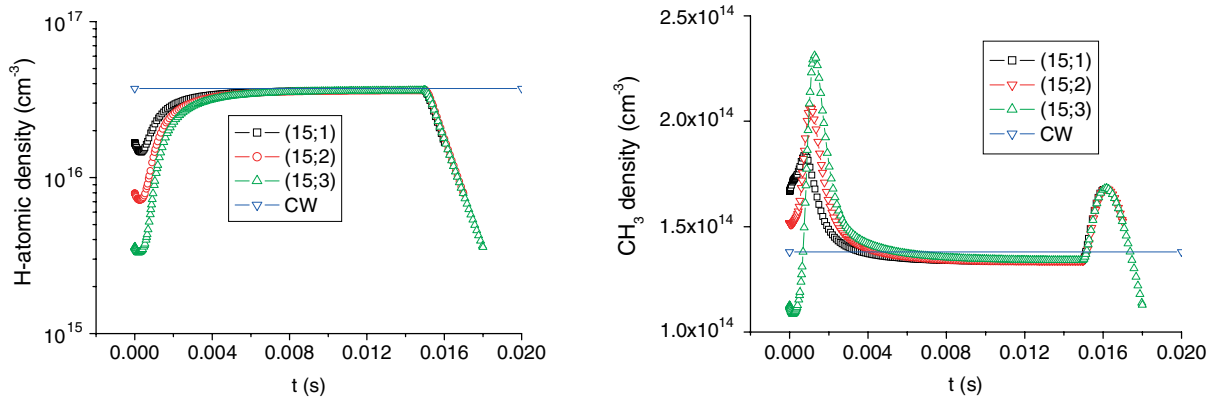 H-atomic density (cm-3)
10^17
10^16
10^15
0.000 0.004 0.008 0.012 0.016 0.020
t (s)
(15;1)
(15;2)
(15;3)
CW
CH3 density (cm-3)
2.5x10^14
2.0x10^14
1.5x10^14
1.0x10^14
0.000 0.004 0.008 0.012 0.016 0.020
t (s)
(15;1)
(15;2)
(15;3)
CW